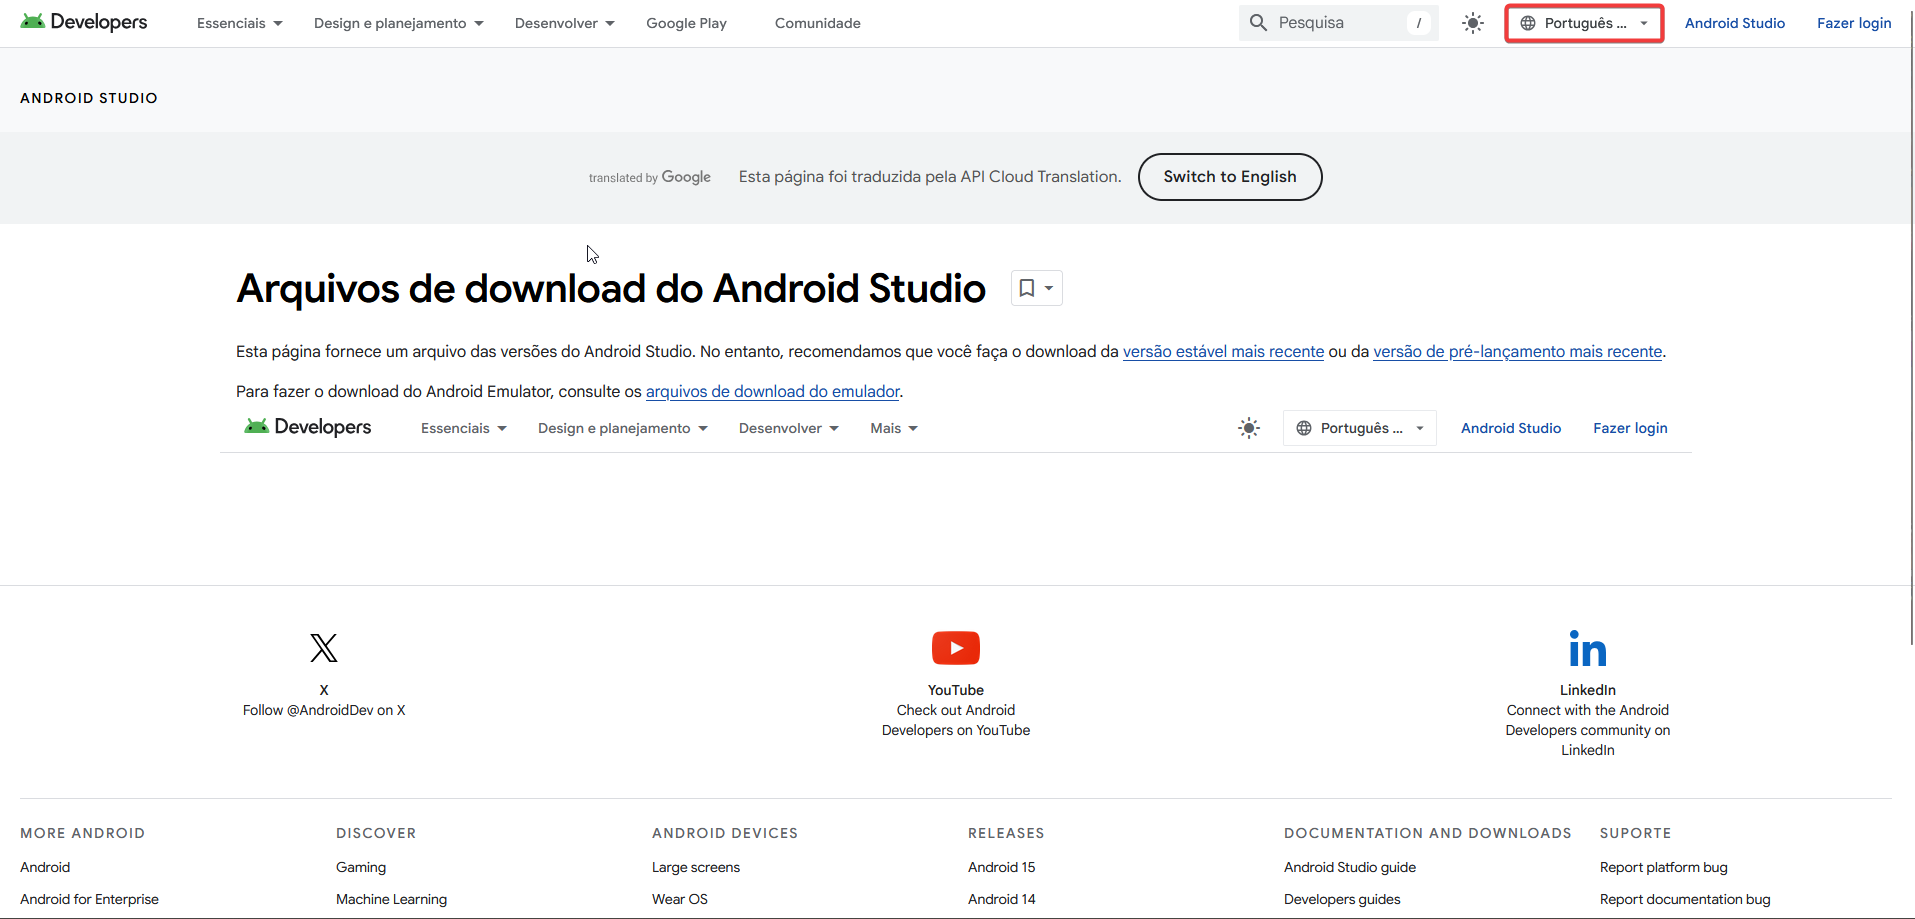 Developers
Essenciais
Design e planejamento
Desenvolver
Google Play
Comunidade
Pesquisa
/
Português ...
Android Studio
Fazer login
ANDROID STUDIO
translated by Google
Esta página foi traduzida pela API Cloud Translation.
Switch to English
Arquivos de download do Android Studio
Esta página fornece um arquivo das versões do Android Studio. No entanto, recomendamos que você faça o download da versão estável mais recente ou da versão de pré-lançamento mais recente.
Para fazer o download do Android Emulator, consulte os arquivos de download do emulador.
Developers
Essenciais
Design e planejamento
Desenvolver
Mais
Português ...
Android Studio
Fazer login
X
Follow @AndroidDev on X
YouTube
Check out Android
Developers on YouTube
in
LinkedIn
Connect with the Android
Developers community on
LinkedIn
MORE ANDROID
Android
Android for Enterprise
DISCOVER
Gaming
Machine Learning
ANDROID DEVICES
Large screens
Wear OS
RELEASES
Android 15
Android 14
DOCUMENTATION AND DOWNLOADS
Android Studio guide
Developers guides
SUPORTE
Report platform bug
Report documentation bug